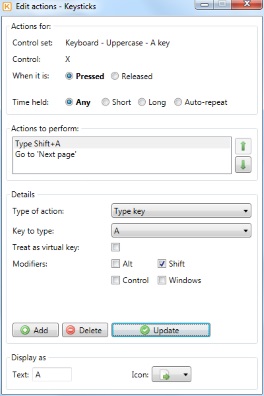 Edit actions - Keysticks
Actions for:
Control set: Keyboard - Uppercase - A key
Control: X
When it is: Pressed Released
Time held: Any Short Long Auto-repeat
Actions to perform:
Type Shift+A
Go to 'Next page'
Details
Type of action: Type key
Key to type: A
Treat as virtual key:
Modifiers: Alt Shift
Control Windows
Add Delete Update
Display as
Text: A Icon: